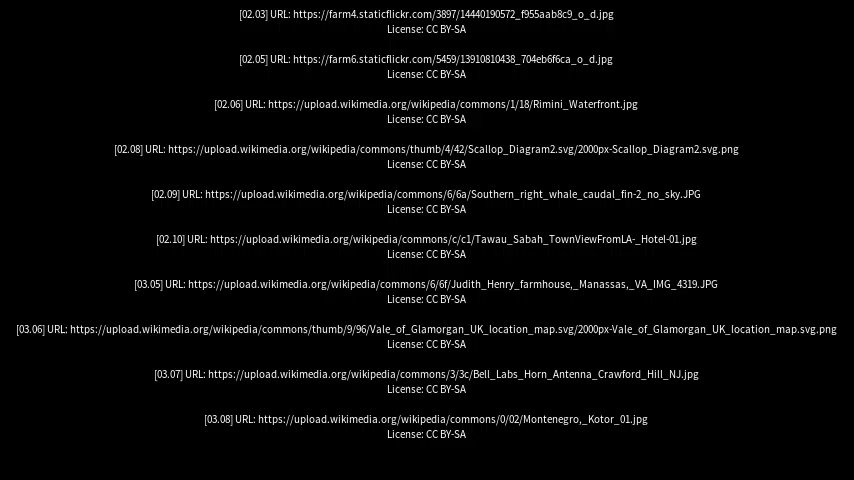 [02.03] URL: https://farm4.staticflickr.com/3897/14440190572_f955aab8c9_o_d.jpg
License: CC BY-SA
[02.05] URL: https://farm6.staticflickr.com/5459/13910810438_704eb6f6ca_o_d.jpg
License: CC BY-SA
[02.06] URL: https://upload.wikimedia.org/wikipedia/commons/1/18/Rimini_Waterfront.jpg
License: CC BY-SA
[02.08] URL: https://upload.wikimedia.org/wikipedia/commons/thumb/4/42/Scallop_Diagram2.svg/2000px-Scallop_Diagram2.svg.png
License: CC BY-SA
[02.09] URL: https://upload.wikimedia.org/wikipedia/commons/6/6a/Southern_right_whale_caudal_fin-2_no_sky.JPG
License: CC BY-SA
[02.10] URL: https://upload.wikimedia.org/wikipedia/commons/c/c1/Tawau_Sabah_TownViewFromLA-_Hotel-01.jpg
License: CC BY-SA
[03.05] URL: https://upload.wikimedia.org/wikipedia/commons/6/6f/Judith_Henry_farmhouse,_Manassas,_VA_IMG_4319.JPG
License: CC BY-SA
[03.06] URL: https://upload.wikimedia.org/wikipedia/commons/thumb/9/96/Vale_of_Glamorgan_UK_location_map.svg/2000px-Vale_of_Glamorgan_UK_location_map.svg.png
License: CC BY-SA
[03.07] URL: https://upload.wikimedia.org/wikipedia/commons/3/3c/Bell_Labs_Horn_Antenna_Crawford_Hill_NJ.jpg
License: CC BY-SA
[03.08] URL: https://upload.wikimedia.org/wikipedia/commons/0/02/Montenegro,_Kotor_01.jpg
License: CC BY-SA